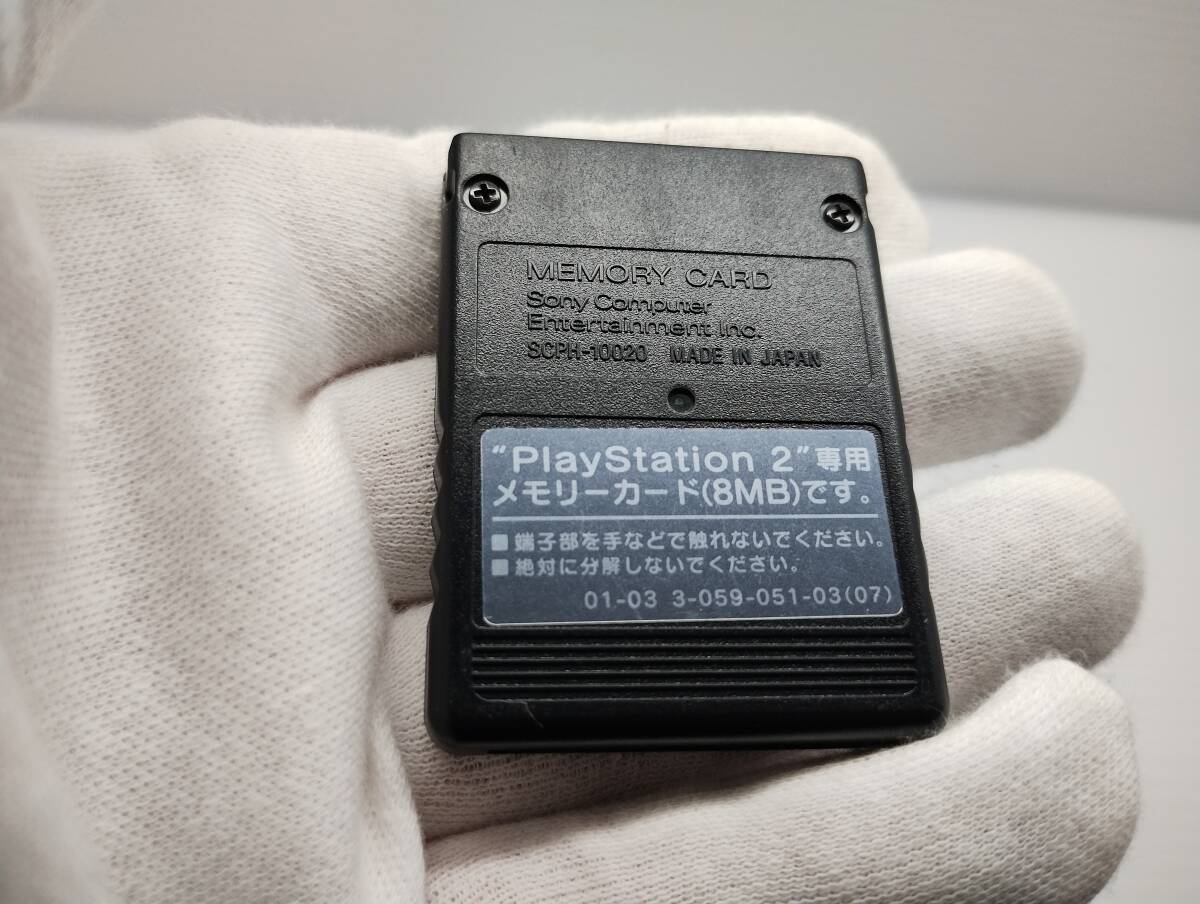 MEMORY CARD
Sony Computer
Entertainment Inc.
SCPH-10020 MADE IN JAPAN
"PlayStation 2"専用
メモリーカード(8MB)です。
■ 端子部を手などで触れないでください。
■ 絶対に分解しないでください。
01-03 3-059-051-03(07)